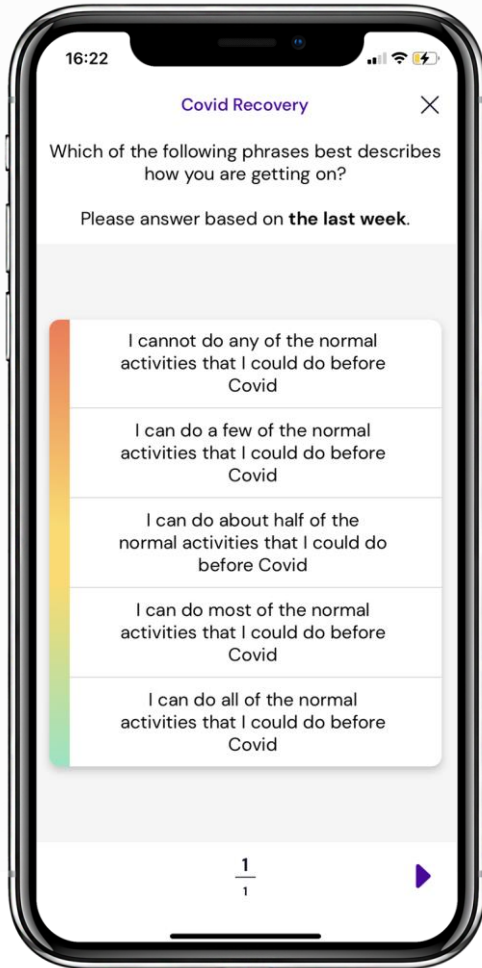 16:22
Covid Recovery
Which of the following phrases best describes
how you are getting on?
Please answer based on the last week.
I cannot do any of the normal
activities that I could do before
Covid
I can do a few of the normal
activities that I could do before
Covid
I can do about half of the
normal activities that I could do
before Covid
I can do most of the normal
activities that I could do before
Covid
I can do all of the normal
activities that I could do before
Covid
1
1